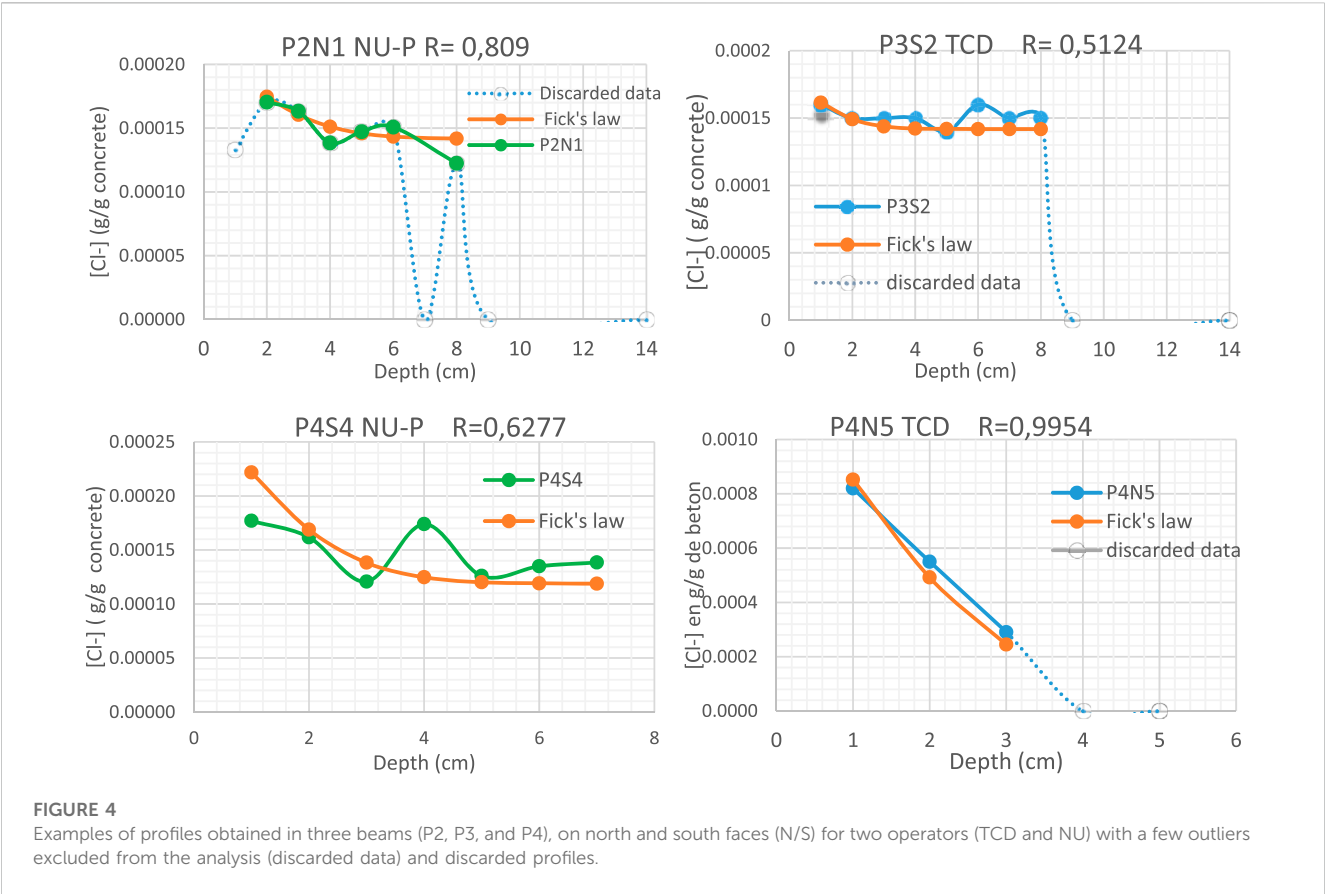 P2N1 NU-P R= 0,809
0.00020
0.00015
0.00010
0.00005
0.00000
[Cl-] (g/g concrete)
Discarded data
Fick's law
P2N1
0 2 4 6 8 10 12 14
Depth (cm)
P3S2 TCD R= 0,5124
0.0002
0.00015
0.0001
0.00005
0
[Cl-] ( g/g concrete)
P3S2
Fick's law
discarded data
0 2 4 6 8 10 12 14
Depth (cm)
P4S4 NU-P R=0,6277
0.00025
0.00020
0.00015
0.00010
0.00005
0.00000
[Cl-] ( g/g concrete)
P4S4
Fick's law
0 2 4 6 8
Depth (cm)
P4N5 TCD R=0,9954
0.0010
0.0008
0.0006
0.0004
0.0002
0.0000
[Cl-] en g/g de beton
P4N5
Fick's law
discarded data
0 1 2 3 4 5 6
Depth (cm)
FIGURE 4
Examples of profiles obtained in three beams (P2, P3, and P4), on north and south faces (N/S) for two operators (TCD and NU) with a few outliers
excluded from the analysis (discarded data) and discarded profiles.